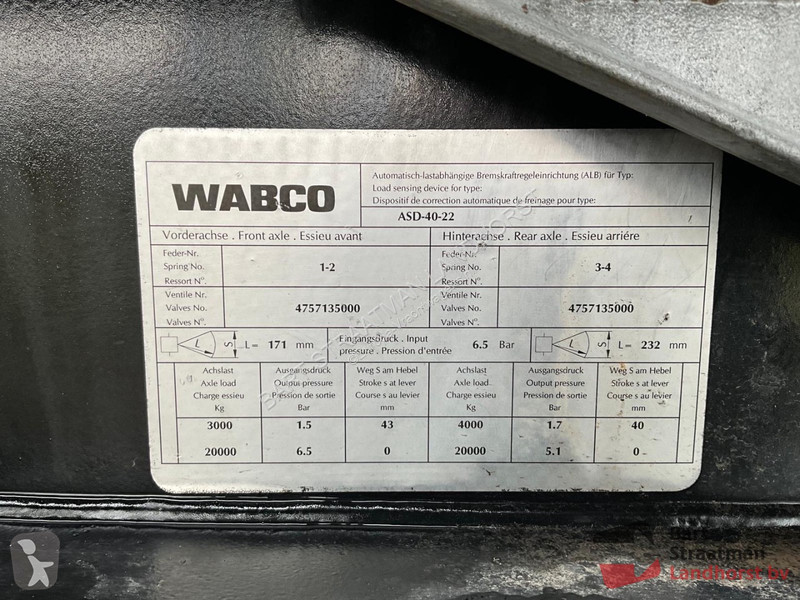 WABCO
Automatisch-lastabhängige Bremskraftregeleinrichtung (ALB) für Typ:
Load sensing device for type:
Dispositif de correction automatique de freinage pour type:
ASD-40-22
Vorderachse . Front axle . Essieu avant
Hinterachse . Rear axle . Essieu arriére
Feder-Nr.
Spring No.
Ressort N°.
1-2
Feder-Nr.
Spring No.
Ressort N°.
3-4
Ventile Nr.
Valves No.
Valves N°.
4757135000
Ventile Nr.
Valves No.
Valves N°.
4757135000
L S L= 171 mm
Eingangsdruck . Input
pressure . Pression d'entrée
6.5 Bar
L S L= 232 mm
Achslast
Axle load
Charge essieu
Kg
Ausgangsdruck
Output pressure
Pression de sortie
Bar
Weg S am Hebel
Stroke s at lever
Course s au levier
mm
Achslast
Axle load
Charge essieu
Kg
Ausgangsdruck
Output pressure
Pression de sortie
Bar
Weg S am Hebel
Stroke s at lever
Course s au levier
mm
3000 1.5 43 4000 1.7 40
20000 6.5 0 20000 5.1 0
Straatman
Landhorst bv